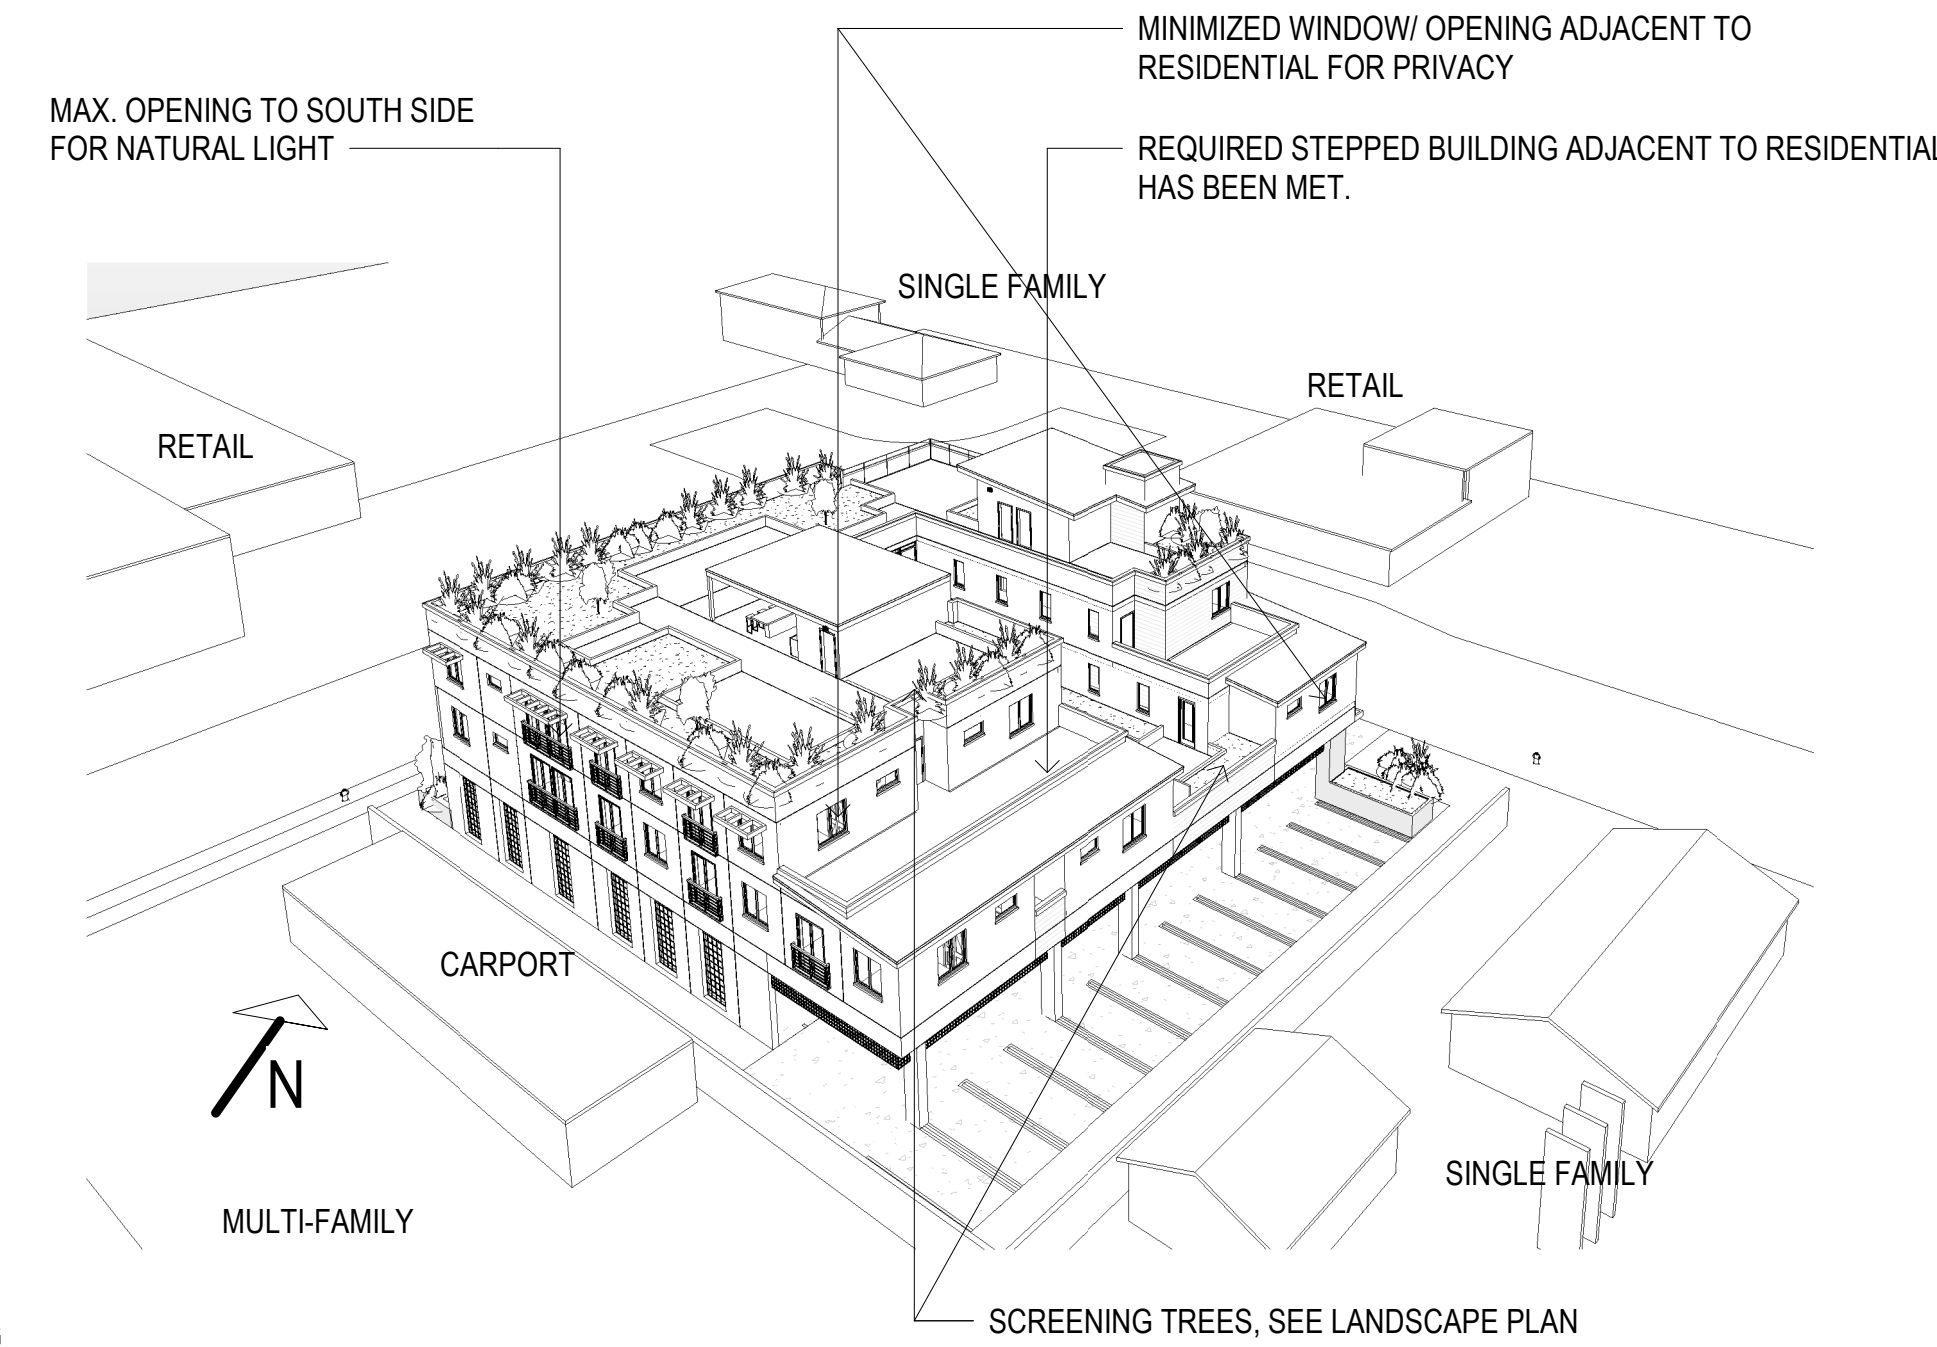 MINIMIZED WINDOW/ OPENING ADJACENT TO
RESIDENTIAL FOR PRIVACY
MAX. OPENING TO SOUTH SIDE
FOR NATURAL LIGHT
REQUIRED STEPPED BUILDING ADJACENT TO RESIDENTIAL
HAS BEEN MET.
SINGLE FAMILY
RETAIL
RETAIL
CARPORT
N
SINGLE FAMILY
MULTI-FAMILY
SCREENING TREES, SEE LANDSCAPE PLAN